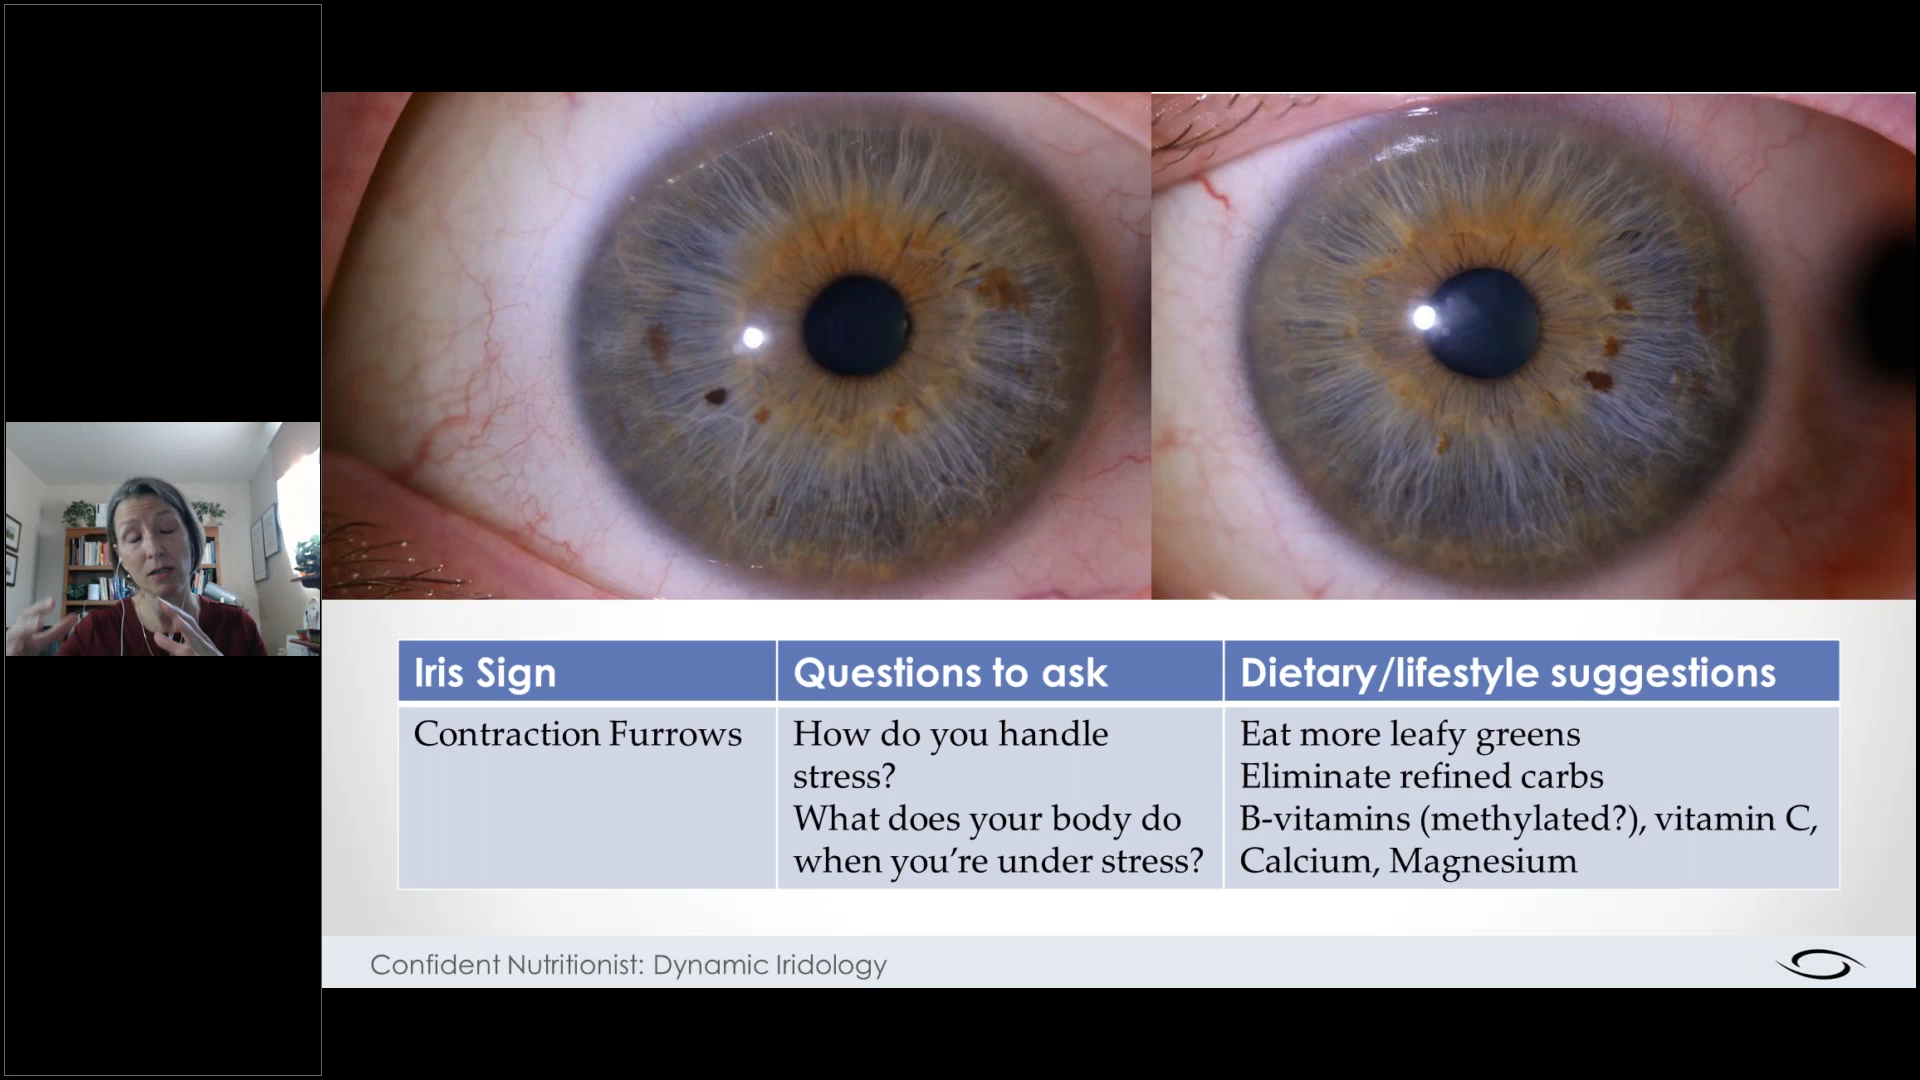 Iris Sign
Questions to ask
Dietary/lifestyle suggestions
Contraction Furrows
How do you handle
stress?
What does your body do
when you're under stress?
Eat more leafy greens
Eliminate refined carbs
B-vitamins (methylated?), vitamin C,
Calcium, Magnesium
Confident Nutritionist: Dynamic Iridology